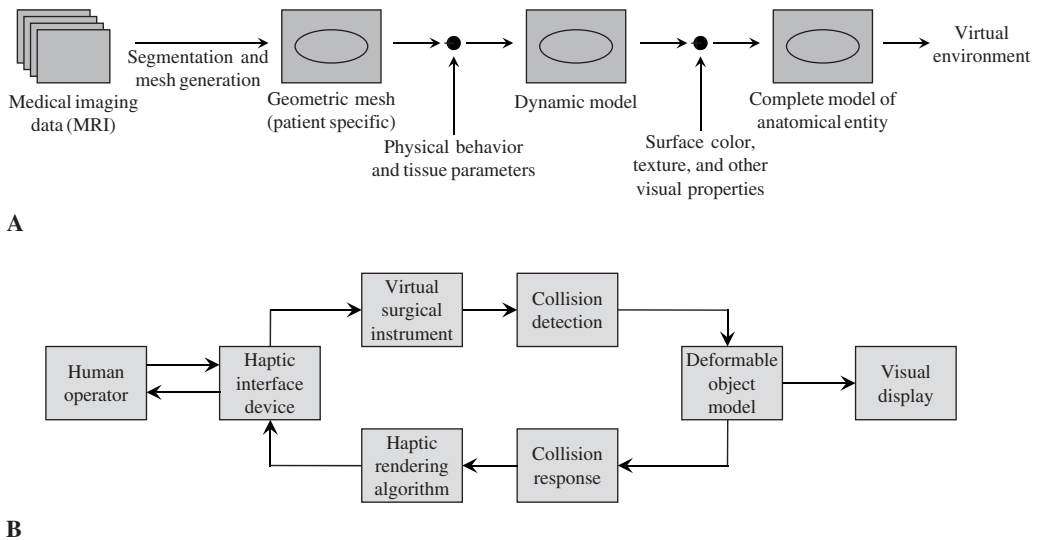 Medical imaging
data (MRI)
Segmentation and
mesh generation
Geometric mesh
(patient specific)
Physical behavior
and tissue parameters
Dynamic model
Surface color,
texture, and other
visual properties
Complete model of
anatomical entity
Virtual
environment
A
Human
operator
Haptic
interface
device
Virtual
surgical
instrument
Collision
detection
Deformable
object
model
Visual
display
Haptic
rendering
algorithm
Collision
response
B